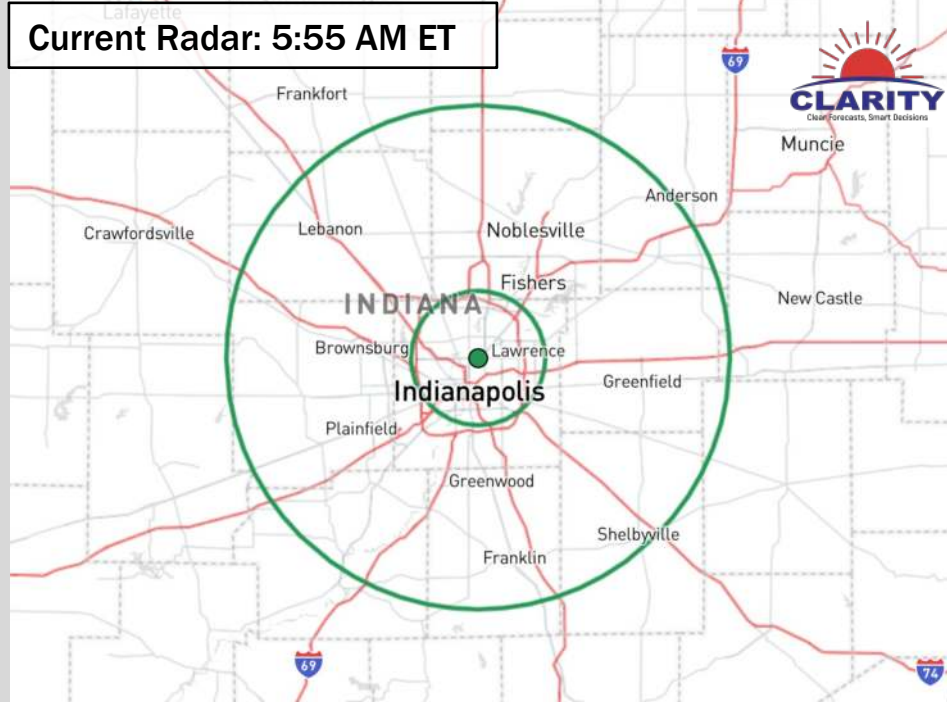 Lafayette
Current Radar: 5:55 AM ET
69
CLARITY
Clear Forecasts, Smart Decisions
Frankfort
Muncie
Anderson
Crawfordsville
Lebanon
Noblesville
Fishers
INDIANA
New Castle
Brownsburg
Lawrence
Indianapolis
Greenfield
Plainfield
Greenwood
Shelbyville
Franklin
69
74